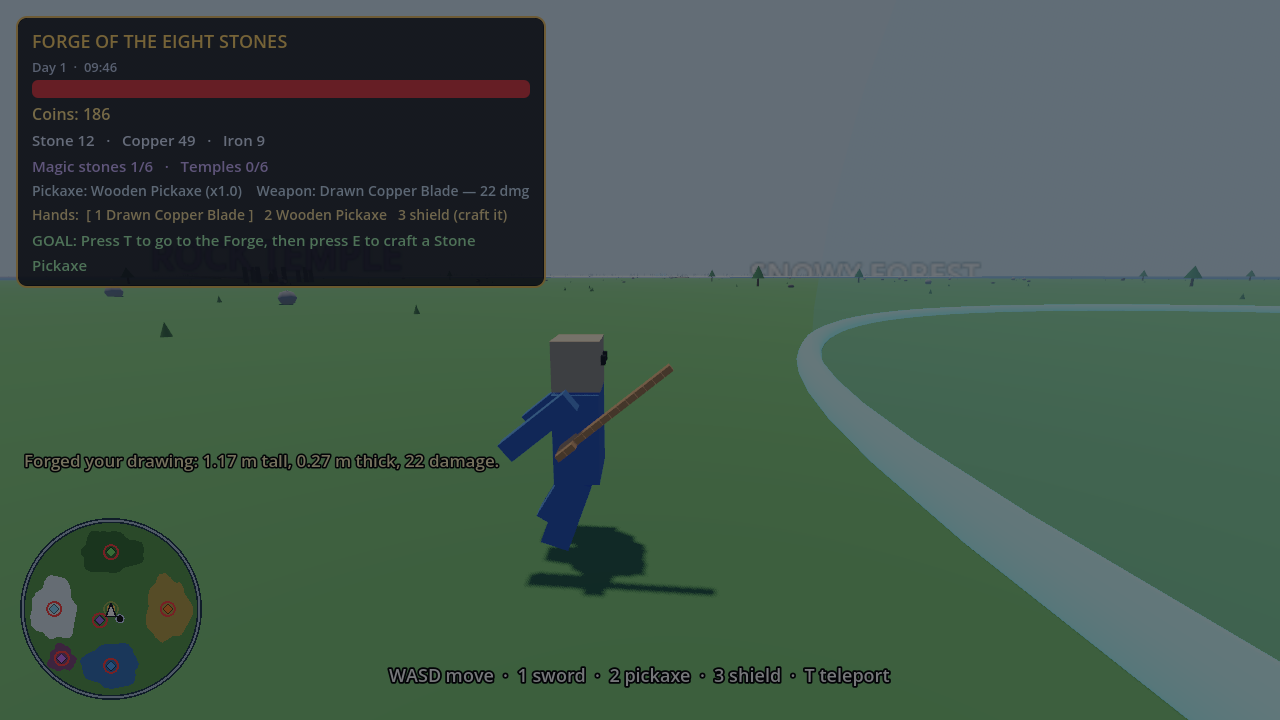 FORGE OF THE EIGHT STONES
Day 1 · 09:46
Coins: 186
Stone 12 · Copper 49 · Iron 9
Magic stones 1/6 · Temples 0/6
Pickaxe: Wooden Pickaxe (x1.0) Weapon: Drawn Copper Blade — 22 dmg
Hands: [ 1 Drawn Copper Blade ] 2 Wooden Pickaxe 3 shield (craft it)
GOAL: Press T to go to the Forge, then press E to craft a Stone
Pickaxe
ROCK TEMPLE
SNOWY FOREST
Forged your drawing: 1.17 m tall, 0.27 m thick, 22 damage.
WASD move · 1 sword · 2 pickaxe · 3 shield · T teleport